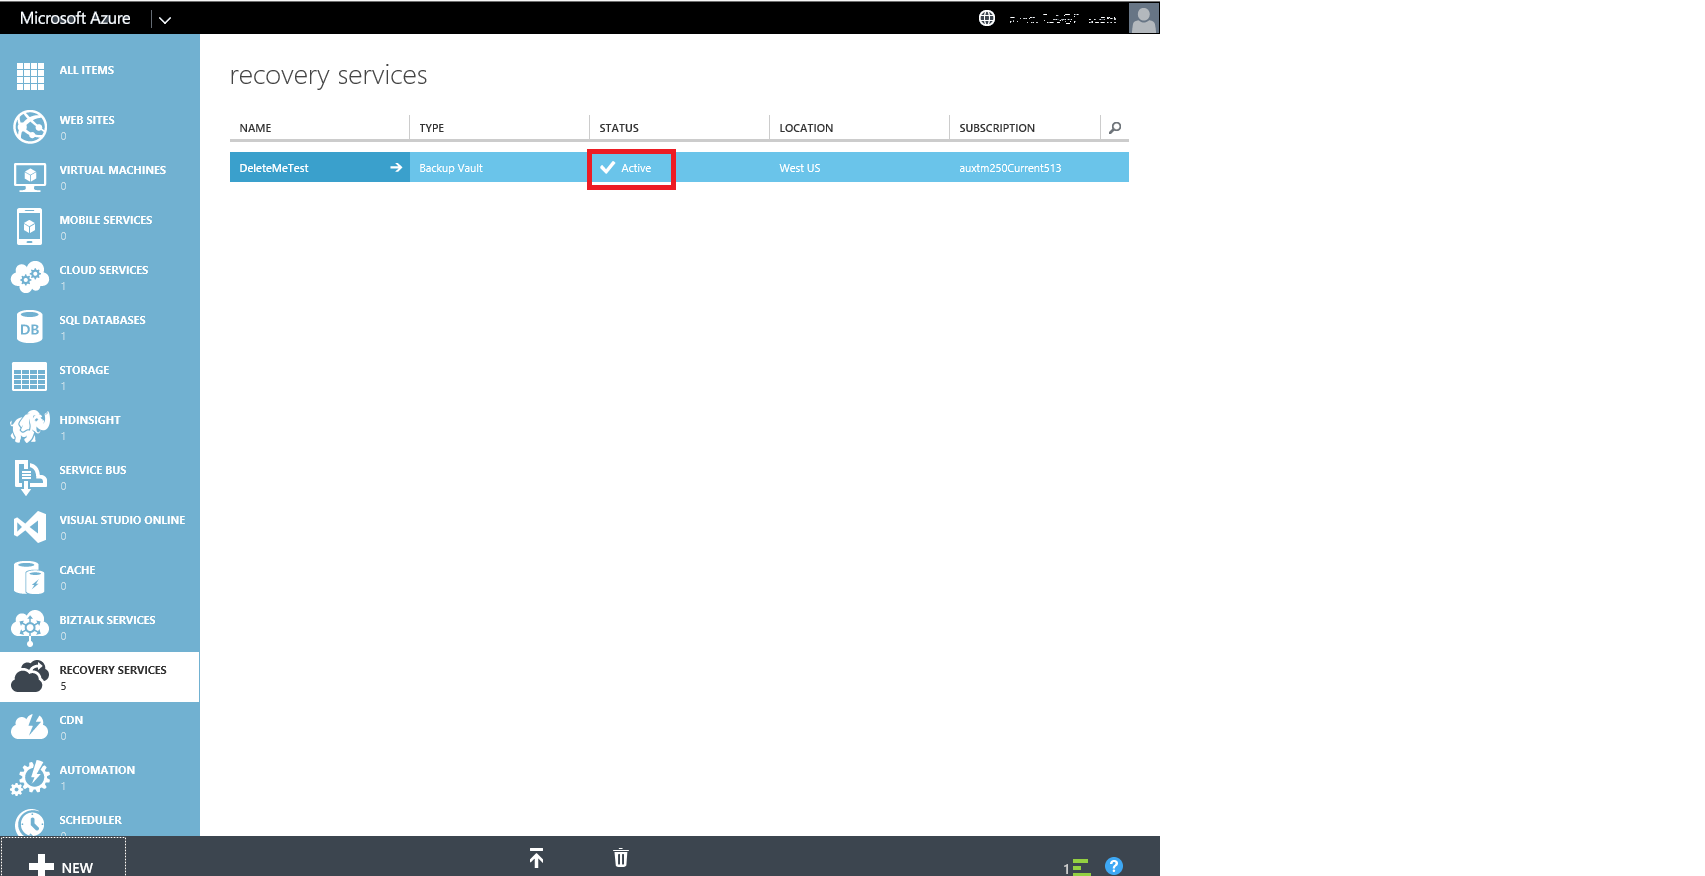 Microsoft Azure
ALL ITEMS
WEB SITES
0
VIRTUAL MACHINES
0
MOBILE SERVICES
0
CLOUD SERVICES
1
DB
SQL DATABASES
1
STORAGE
1
HDINSIGHT
1
SERVICE BUS
0
VISUAL STUDIO ONLINE
0
CACHE
0
BIZTALK SERVICES
0
RECOVERY SERVICES
5
CDN
0
AUTOMATION
1
SCHEDULER
0
recovery services
NAME TYPE STATUS LOCATION SUBSCRIPTION
DeleteMeTest Backup Vault Active West US auxtm250Current513
NEW
1 ?